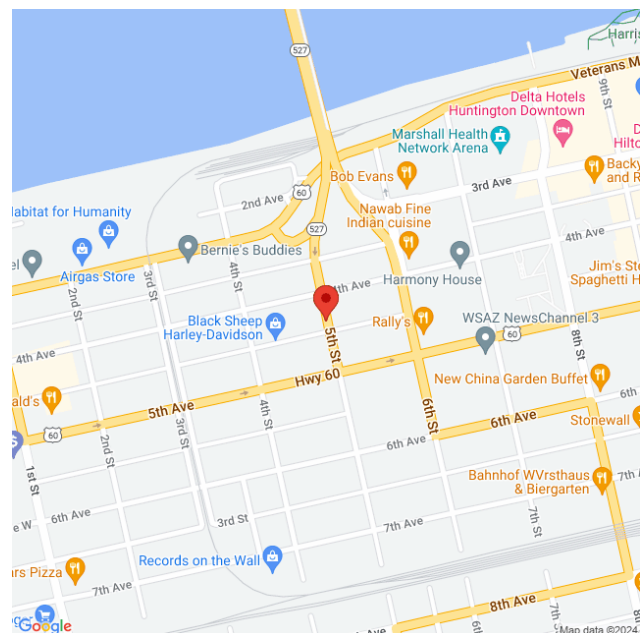 527
Harris
Veterans M
9th St
Delta Hotels
Huntington Downtown
D
Hilto
Marshall Health
Network Arena
Backy
and R
Bob Evans
3rd Ave
2nd Ave
60
Nawab Fine
Indian cuisine
Habitat for Humanity
527
4th Ave
Bernie's Buddies
el
Airgas Store
3rd St
4th St
Harmony House
Jim's Ste
Spaghetti H
2nd St
4th Ave
Black Sheep
Harley-Davidson
Rally's
WSAZ NewsChannel 3
60
8th St
5th St
4th Ave
Hwy 60
New China Garden Buffet
ald's
5th Ave
4th St
6th St
6th Ave
6th
Stonewall
60
1st St
2nd St
3rd St
6th Ave
Bahnhof WVrsthaus
& Biergarten
7th
e W
6th Ave
3rd St
7th Ave
7th St
Records on the Wall
ars Pizza
7th Ave
8th Ave
Google
Map data ©2024